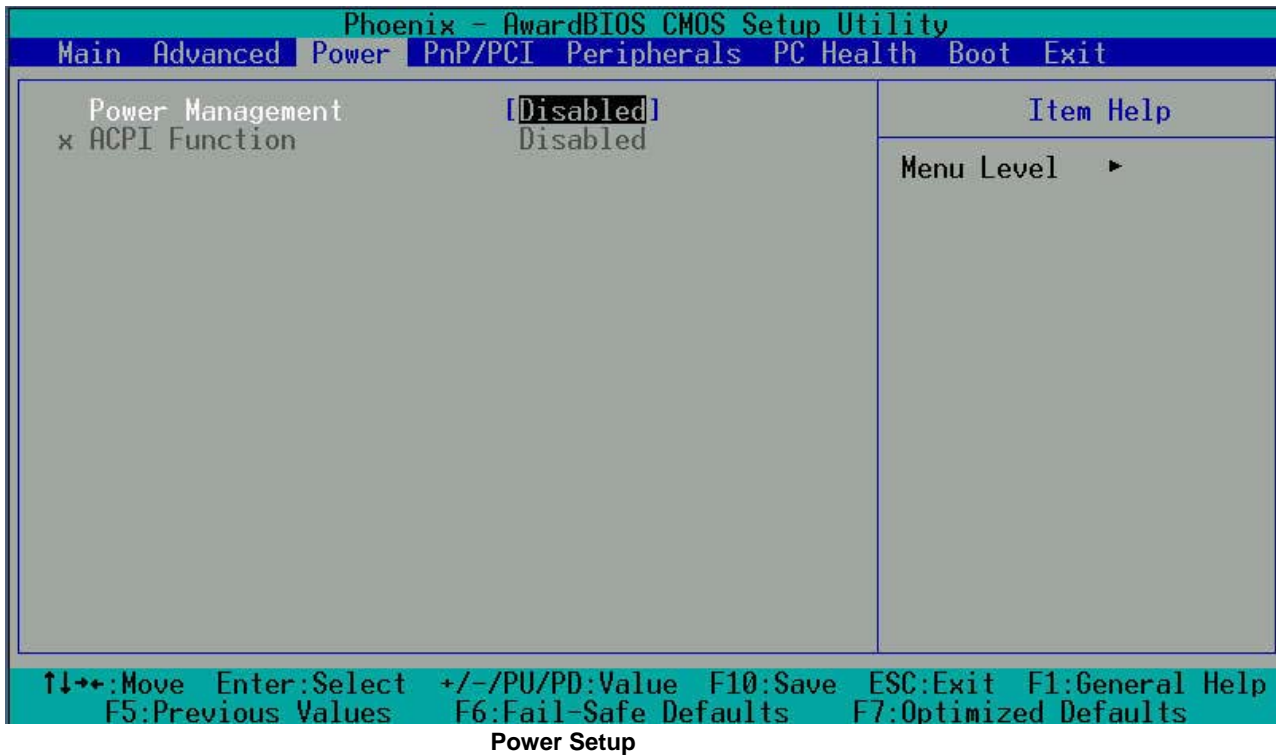 Phoenix - AwardBIOS CMOS Setup Utility
Main Advanced Power PnP/PCI Peripherals PC Health Boot Exit
Power Management [Disabled]
x ACPI Function Disabled
Item Help
Menu Level ►
↑↓→←:Move Enter:Select +/-/PU/PD:Value F10:Save ESC:Exit F1:General Help
F5:Previous Values F6:Fail-Safe Defaults F7:Optimized Defaults
Power Setup